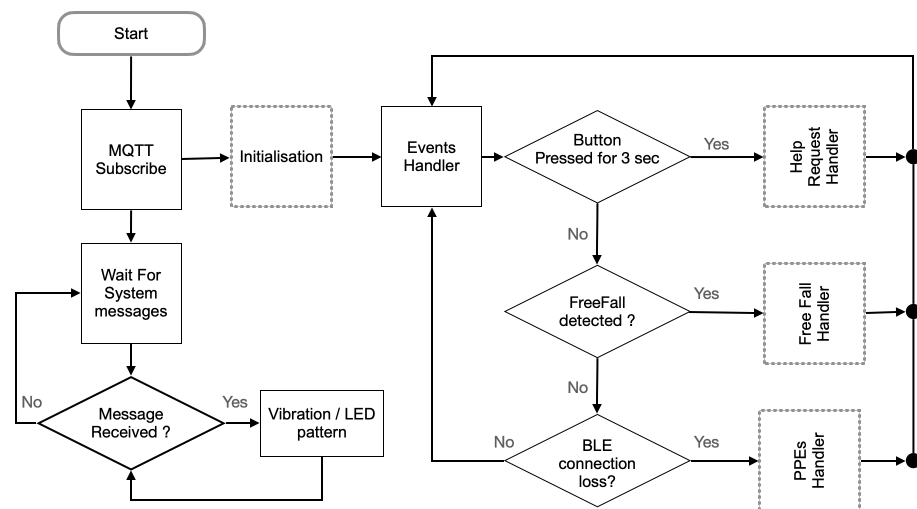 Start
MQTT
Subscribe
Initialisation
Events
Handler
Button
Pressed for 3 sec
Yes
Help
Request
Handler
No
Wait For
System
messages
FreeFall
detected ?
Yes
Free Fall
Handler
No
No
Message
Received ?
Yes
Vibration / LED
pattern
No
BLE
connection
loss?
Yes
PPEs
Handler